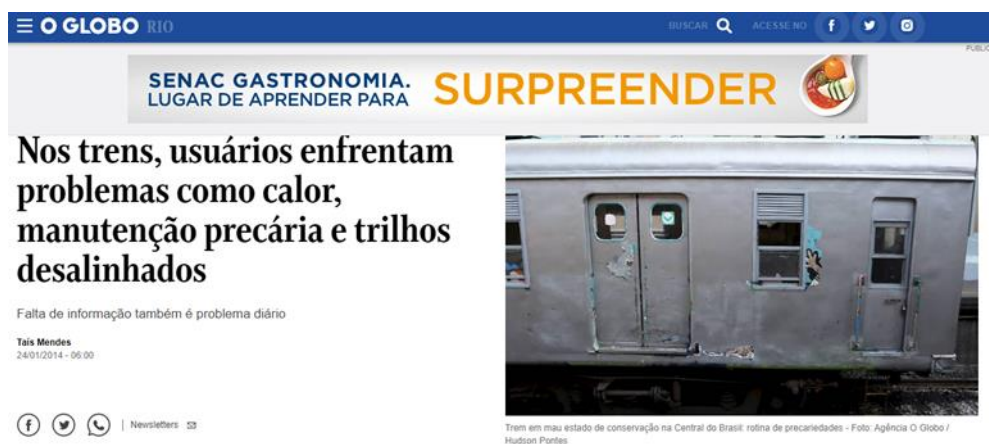 O GLOBO RIO
BUSCAR
ACESSE NO
PUBLIC
SENAC GASTRONOMIA.
LUGAR DE APRENDER PARA
SURPREENDER
Nos trens, usuários enfrentam
problemas como calor,
manutenção precária e trilhos
desalinhados
Falta de informação também é problema diário
Taís Mendes
24/01/2014 - 06:00
Newsletters
Trem em mau estado de conservação na Central do Brasil: rotina de precariedades - Foto: Agência O Globo /
Hudson Pontes